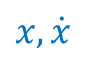 x, ẋ